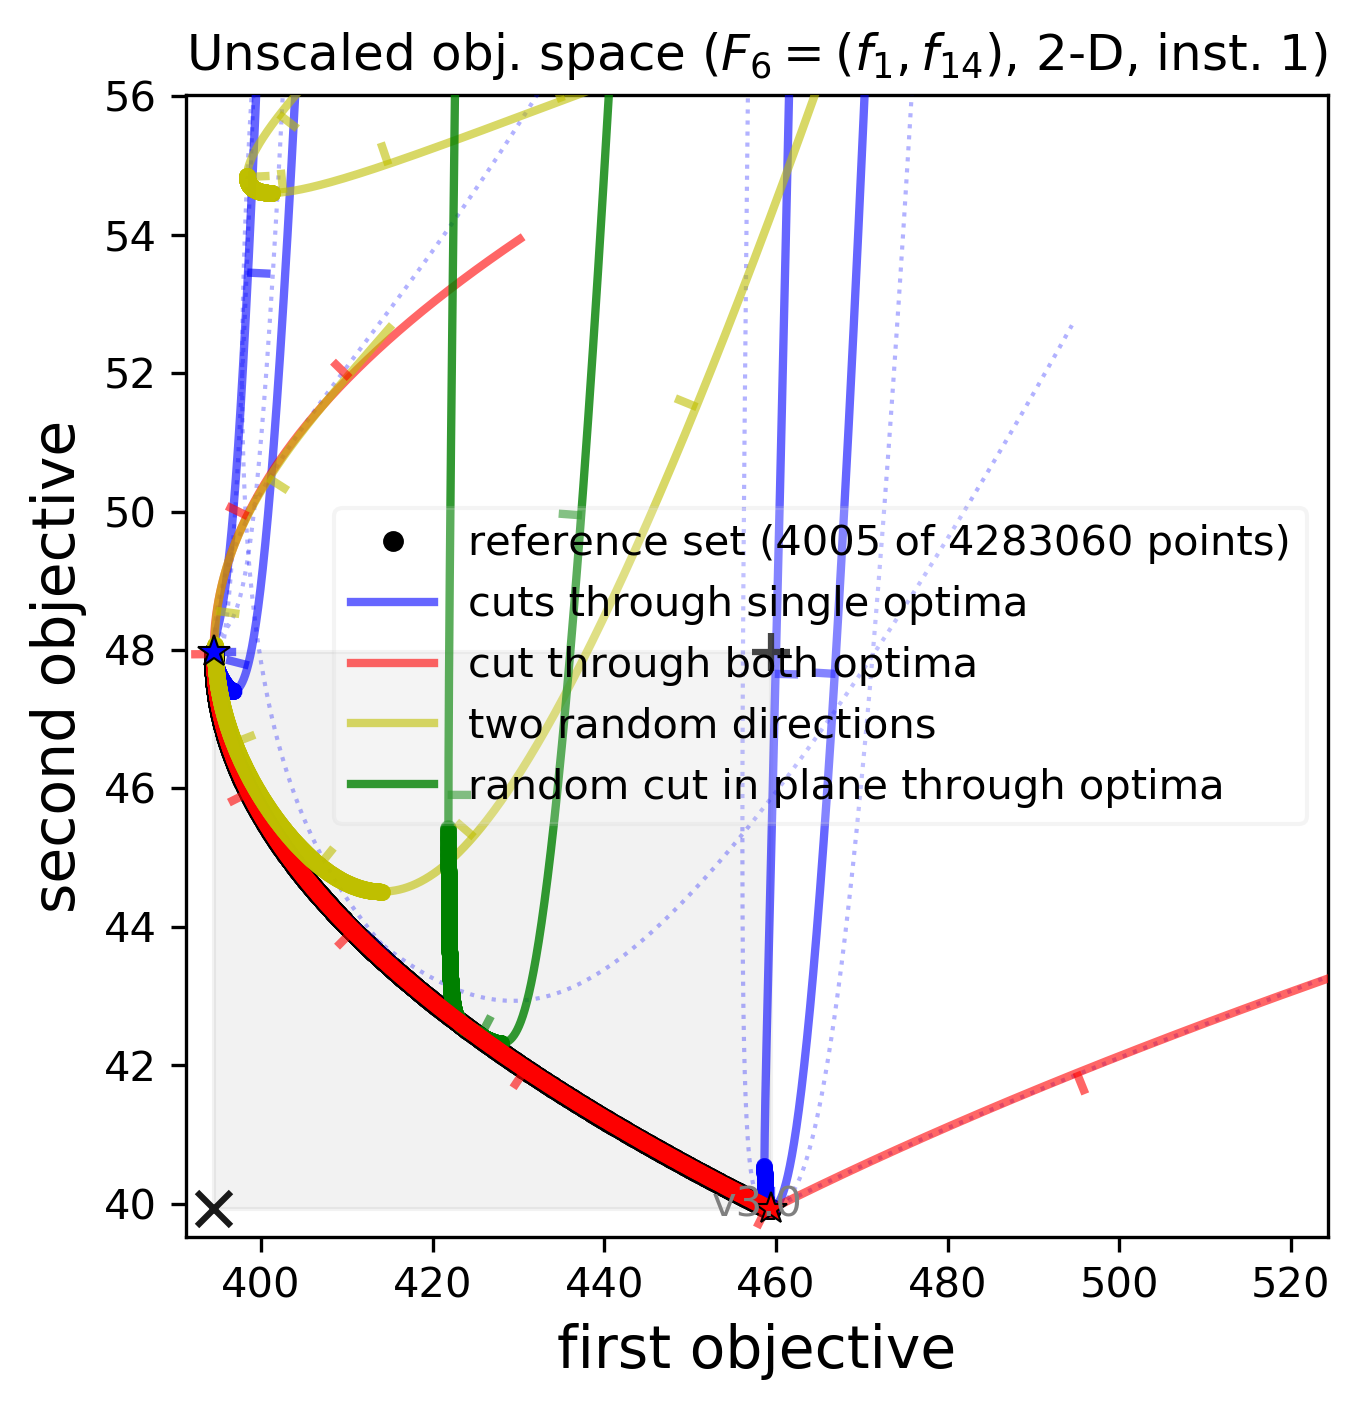 Unscaled obj. space (F₆ = (f₁, f₁₄), 2-D, inst. 1)
56
54
52
50
48
46
44
42
40
second objective
reference set (4005 of 4283060 points)
cuts through single optima
cut through both optima
two random directions
random cut in plane through optima
400
420
440
460
480
500
520
first objective